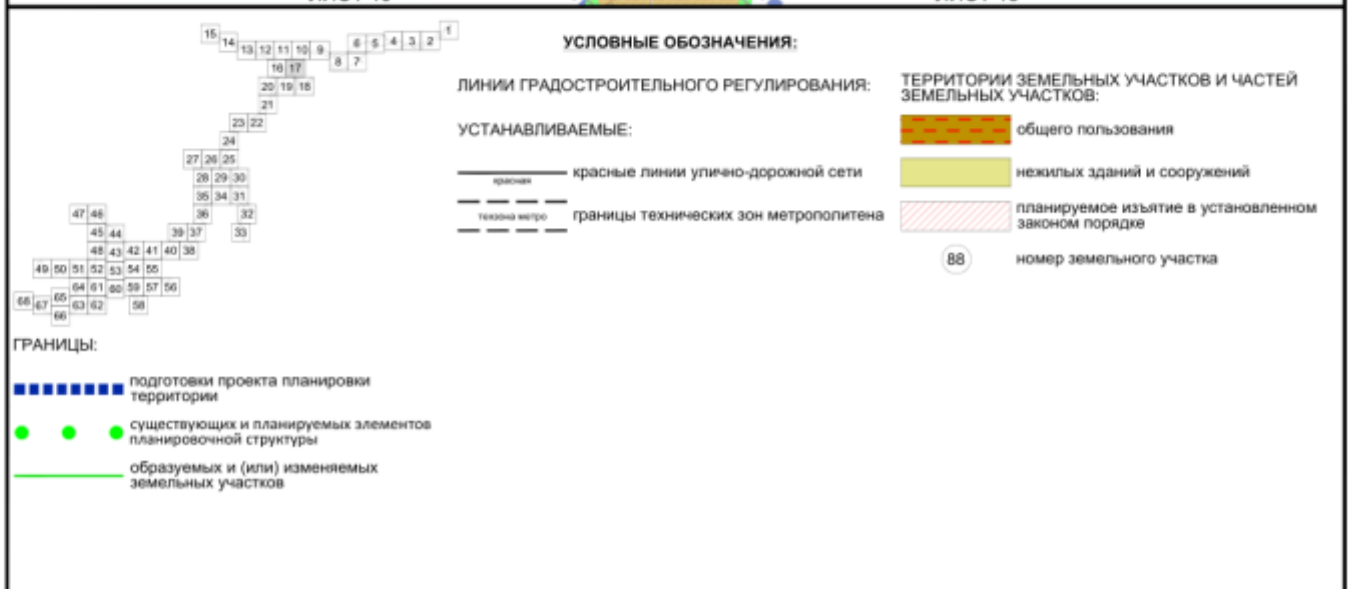 15 1
14 6 5 4 3 2
13 12 11 10 9
8 7
16 17
20 19 18
21
23 22
24
27 26 25
28 29 30
35 34 31
47 46 36 32
45 44 39 37 33
48 43 42 41 40 38
49 50 51 52 53 54 55
64 61 60 59 57 56
68 67 65 63 62 58
66
УСЛОВНЫЕ ОБОЗНАЧЕНИЯ:
ЛИНИИ ГРАДОСТРОИТЕЛЬНОГО РЕГУЛИРОВАНИЯ:
УСТАНАВЛИВАЕМЫЕ:
красная
красные линии улично-дорожной сети
техзона метро
границы технических зон метрополитена
ТЕРРИТОРИИ ЗЕМЕЛЬНЫХ УЧАСТКОВ И ЧАСТЕЙ
ЗЕМЕЛЬНЫХ УЧАСТКОВ:
общего пользования
нежилых зданий и сооружений
планируемое изъятие в установленном
законом порядке
88
номер земельного участка
ГРАНИЦЫ:
подготовки проекта планировки
территории
существующих и планируемых элементов
планировочной структуры
образуемых и (или) изменяемых
земельных участков